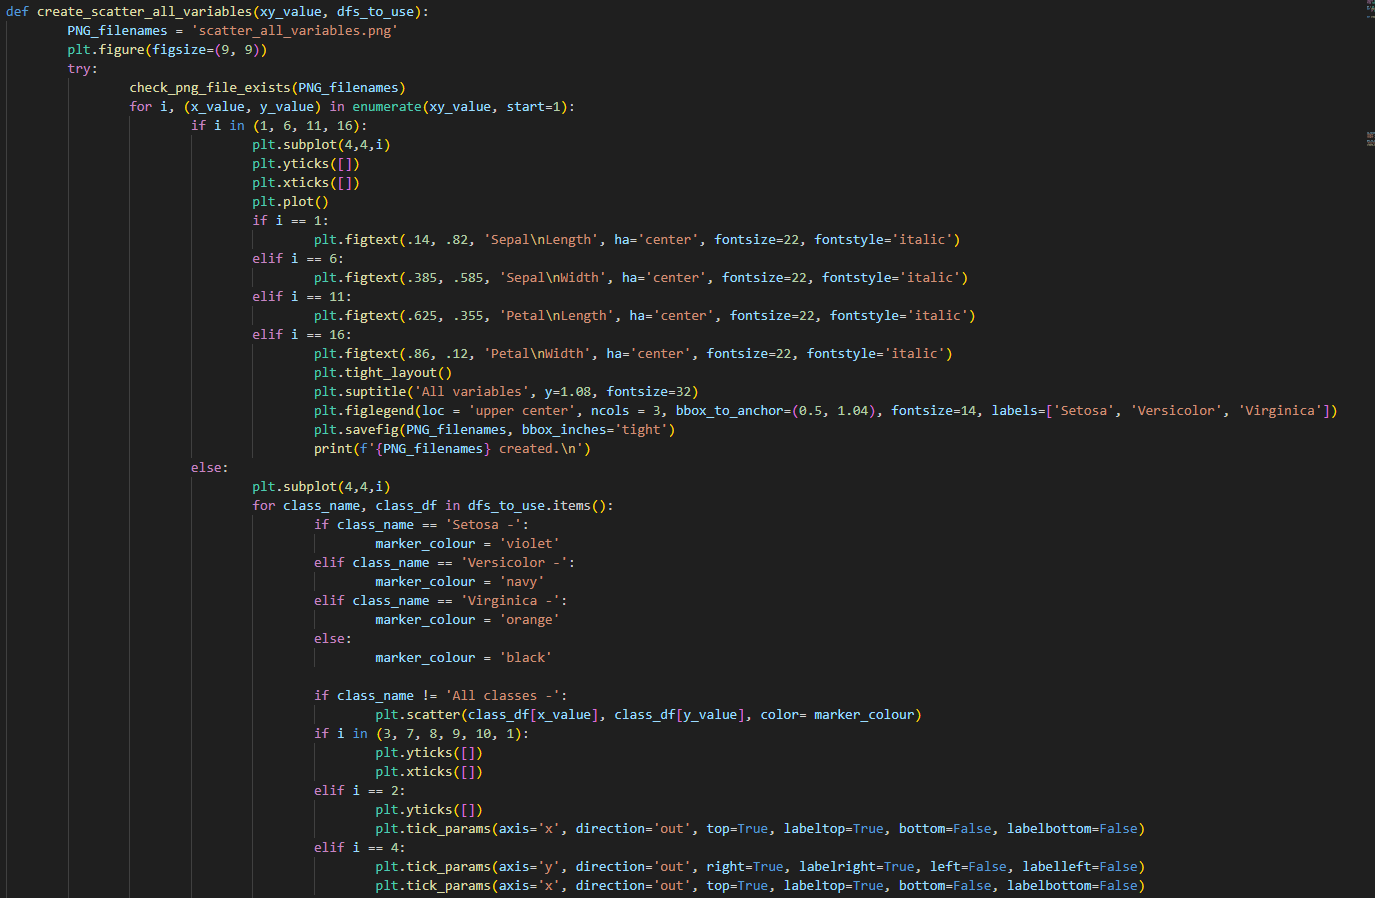 def create_scatter_all_variables(xy_value, dfs_to_use):
PNG_filenames = 'scatter_all_variables.png'
plt.figure(figsize=(9, 9))
try:
check_png_file_exists(PNG_filenames)
for i, (x_value, y_value) in enumerate(xy_value, start=1):
if i in (1, 6, 11, 16):
plt.subplot(4,4,i)
plt.yticks([])
plt.xticks([])
plt.plot()
if i == 1:
plt.figtext(.14, .82, 'Sepal\nLength', ha='center', fontsize=22, fontstyle='italic')
elif i == 6:
plt.figtext(.385, .585, 'Sepal\nWidth', ha='center', fontsize=22, fontstyle='italic')
elif i == 11:
plt.figtext(.625, .355, 'Petal\nLength', ha='center', fontsize=22, fontstyle='italic')
elif i == 16:
plt.figtext(.86, .12, 'Petal\nWidth', ha='center', fontsize=22, fontstyle='italic')
plt.tight_layout()
plt.suptitle('All variables', y=1.08, fontsize=32)
plt.figlegend(loc = 'upper center', ncols = 3, bbox_to_anchor=(0.5, 1.04), fontsize=14, labels=['Setosa', 'Versicolor', 'Virginica'])
plt.savefig(PNG_filenames, bbox_inches='tight')
print(f'{PNG_filenames} created.\n')
else:
plt.subplot(4,4,i)
for class_name, class_df in dfs_to_use.items():
if class_name == 'Setosa -':
marker_colour = 'violet'
elif class_name == 'Versicolor -':
marker_colour = 'navy'
elif class_name == 'Virginica -':
marker_colour = 'orange'
else:
marker_colour = 'black'
if class_name != 'All classes -':
plt.scatter(class_df[x_value], class_df[y_value], color= marker_colour)
if i in (3, 7, 8, 9, 10, 1):
plt.yticks([])
plt.xticks([])
elif i == 2:
plt.yticks([])
plt.tick_params(axis='x', direction='out', top=True, labeltop=True, bottom=False, labelbottom=False)
elif i == 4:
plt.tick_params(axis='y', direction='out', right=True, labelright=True, left=False, labelleft=False)
plt.tick_params(axis='x', direction='out', top=True, labeltop=True, bottom=False, labelbottom=False)